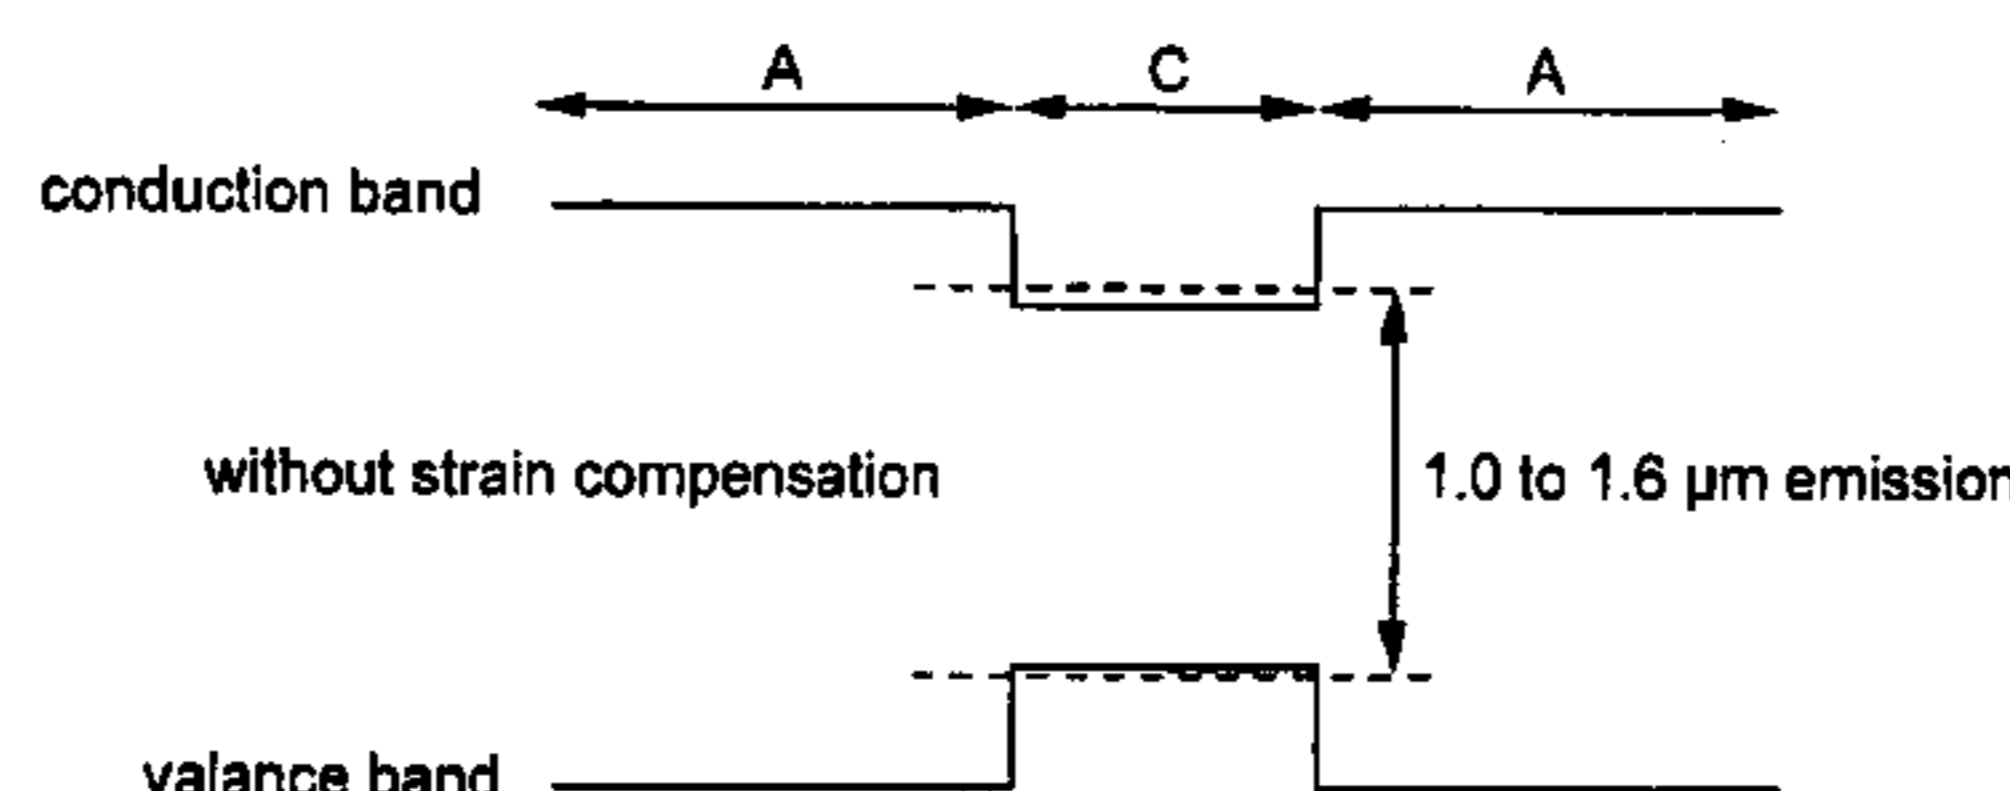 A C A
conduction band
without strain compensation
1.0 to 1.6 µm emission
valance band